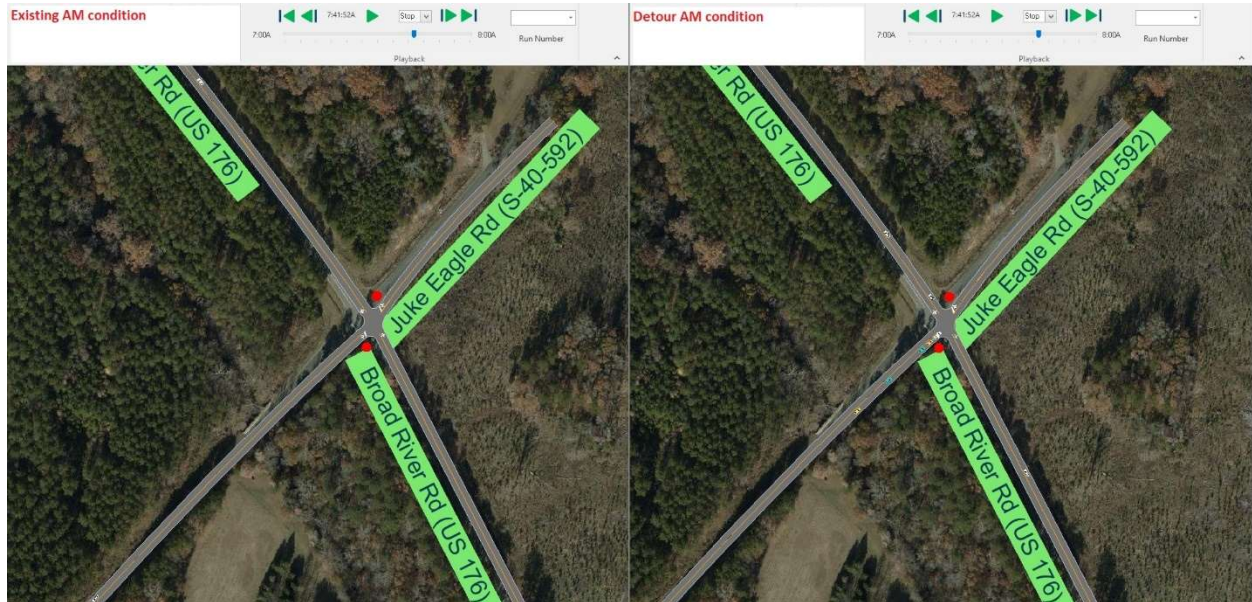 Existing AM condition
7:41:52A
Stop
7:00A
8:00A
Run Number
Playback
er Rd (US 176)
Juke Eagle Rd (S-40-592)
Broad River Rd (US 176)
Detour AM condition
7:41:52A
Stop
7:00A
8:00A
Run Number
Playback
er Rd (US 176)
Juke Eagle Rd (S-40-592)
Broad River Rd (US 176)